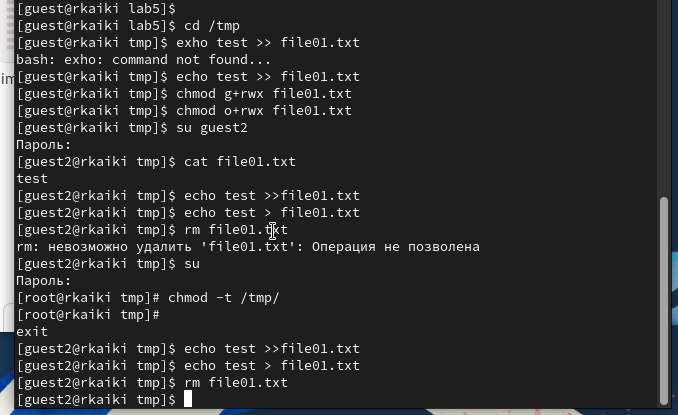 [guest@rkaiki lab5]$
[guest@rkaiki lab5]$ cd /tmp
[guest@rkaiki tmp]$ exho test >> file01.txt
bash: exho: command not found...
[guest@rkaiki tmp]$ echo test >> file01.txt
[guest@rkaiki tmp]$ chmod g+rwx file01.txt
[guest@rkaiki tmp]$ chmod o+rwx file01.txt
[guest@rkaiki tmp]$ su guest2
Пароль:
[guest2@rkaiki tmp]$ cat file01.txt
test
[guest2@rkaiki tmp]$ echo test >>file01.txt
[guest2@rkaiki tmp]$ echo test > file01.txt
[guest2@rkaiki tmp]$ rm file01.txt
rm: невозможно удалить 'file01.txt': Операция не позволена
[guest2@rkaiki tmp]$ su
Пароль:
[root@rkaiki tmp]# chmod -t /tmp/
[root@rkaiki tmp]#
exit
[guest2@rkaiki tmp]$ echo test >>file01.txt
[guest2@rkaiki tmp]$ echo test > file01.txt
[guest2@rkaiki tmp]$ rm file01.txt
[guest2@rkaiki tmp]$